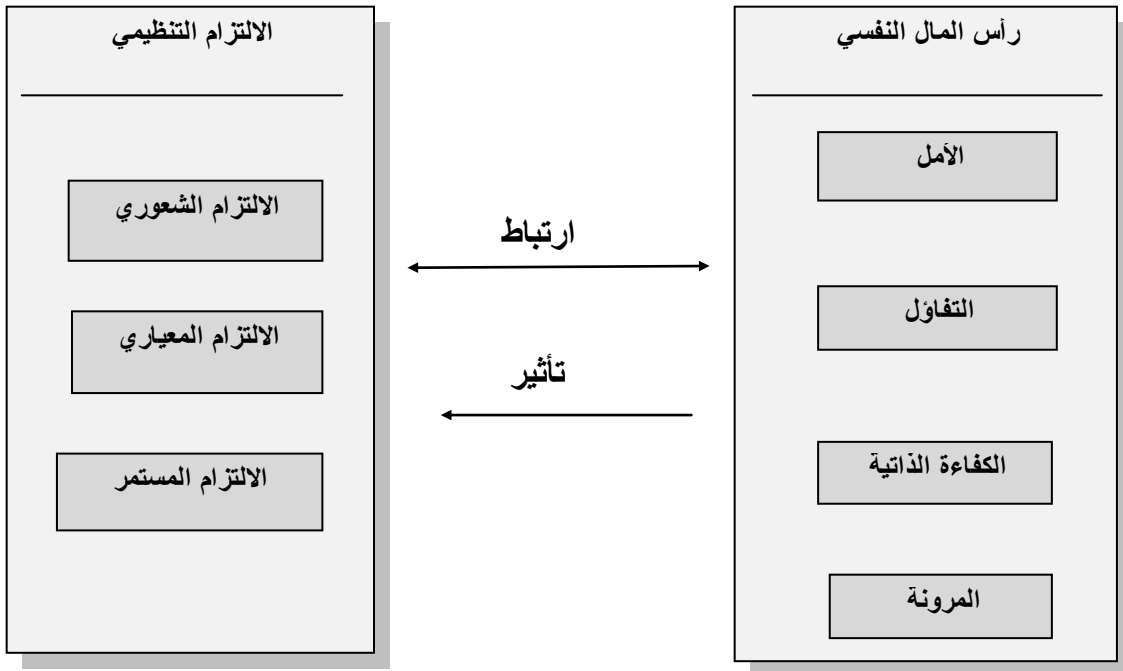 رأس المال النفسي
الأمل
التفاؤل
الكفاءة الذاتية
المرونة
ارتباط
تأثير
الالتزام التنظيمي
الالتزام الشعوري
الالتزام المعياري
الالتزام المستمر